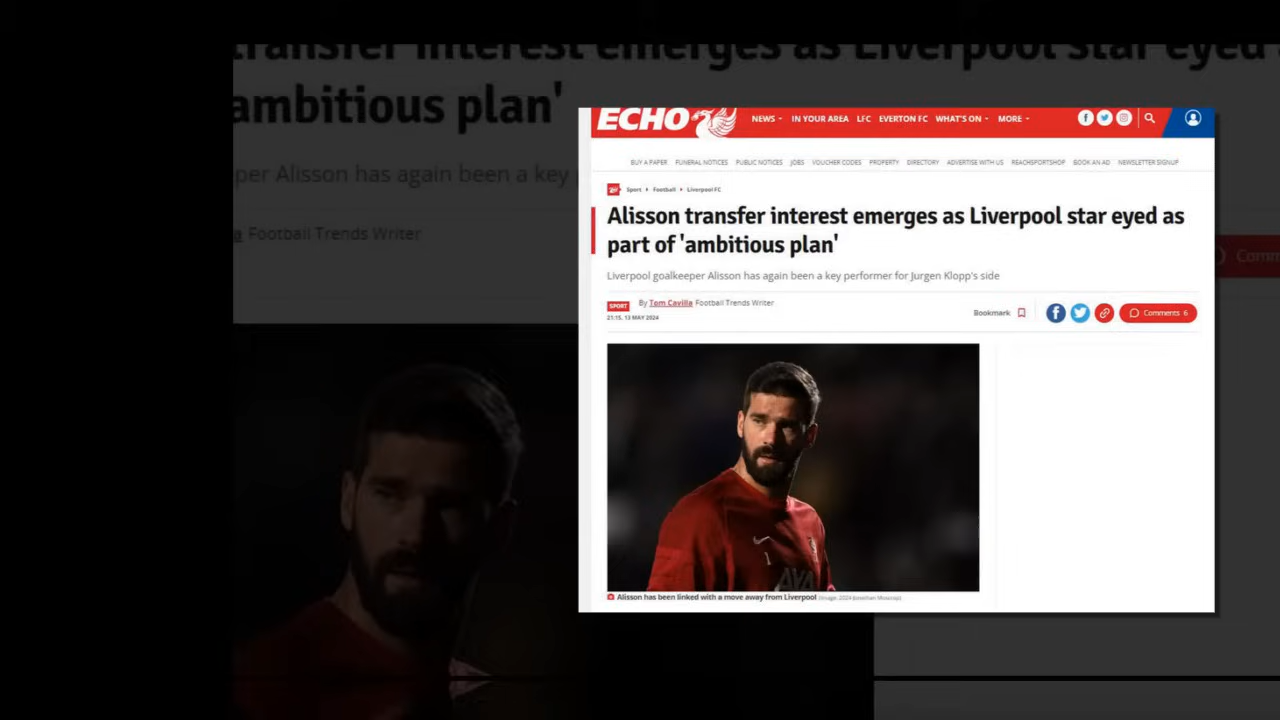 transfer interest emerges as Liverpool star eyed
'ambitious plan'
Alisson has again been a key
Football Trends Writer
ECHO
NEWS IN YOUR AREA LFC EVERTON FC WHAT'S ON MORE
BUY A PAPER FUNERAL NOTICES PUBLIC NOTICES JOBS VOUCHER CODES PROPERTY DIRECTORY ADVERTISE WITH US REACHSPORTSHOP BOOK AN AD NEWSLETTER SIGNUP
Sport Football Liverpool FC
Alisson transfer interest emerges as Liverpool star eyed as
part of 'ambitious plan'
Liverpool goalkeeper Alisson has again been a key performer for Jurgen Klopp's side
SPORT By Tom Cavilla Football Trends Writer
21:15, 13 MAY 2024
Bookmark
Comments 6
1
AVA
Alisson has been linked with a move away from Liverpool